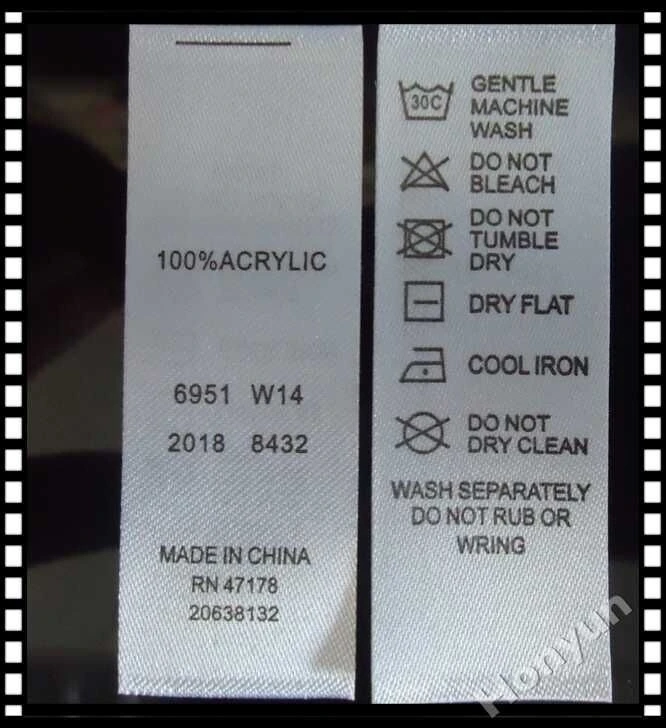 100%ACRYLIC
6951 W14
2018 8432
MADE IN CHINA
RN 47178
20638132
30C
GENTLE
MACHINE
WASH
DO NOT
BLEACH
DO NOT
TUMBLE
DRY
DRY FLAT
COOL IRON
DO NOT
DRY CLEAN
WASH SEPARATELY
DO NOT RUB OR
WRING
Honyun